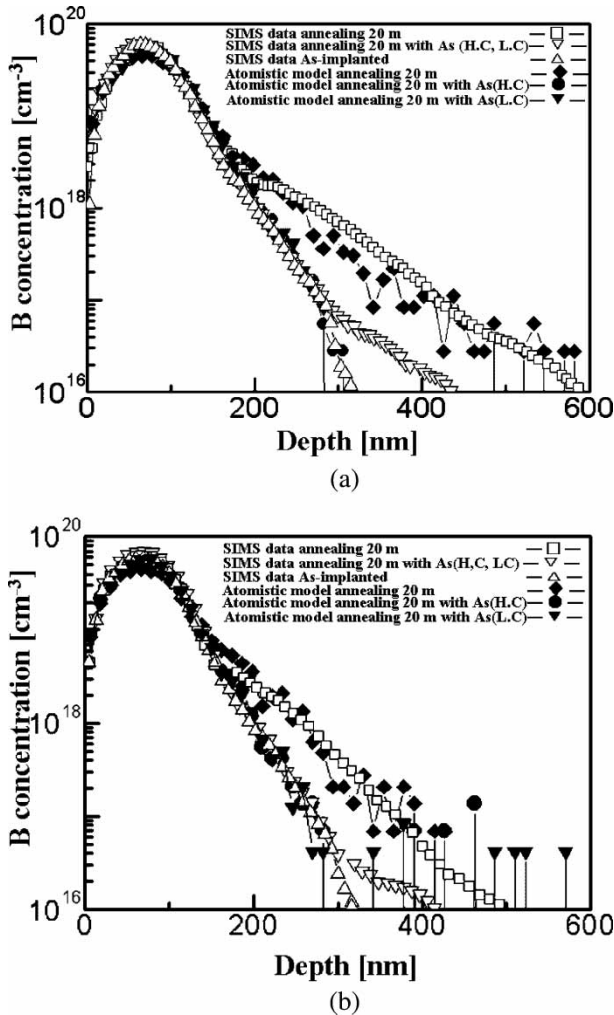 SIMS data annealing 20 m
SIMS data annealing 20 m with As (H.C, L.C)
SIMS data As-implanted
Atomistic model annealing 20 m
Atomistic model annealing 20 m with As(H.C)
Atomistic model annealing 20 m with As(L.C)
B concentration [cm-3]
10^20
10^18
10^16
0
200
400
600
Depth [nm]
(a)
SIMS data annealing 20 m
SIMS data annealing 20 m with As(H,C, LC)
SIMS data As-implanted
Atomistic model annealing 20 m
Atomistic model annealing 20 m with As(H.C)
Atomistic model annealing 20 m with As(L.C)
B concentration [cm-3]
10^20
10^18
10^16
0
200
400
600
Depth [nm]
(b)